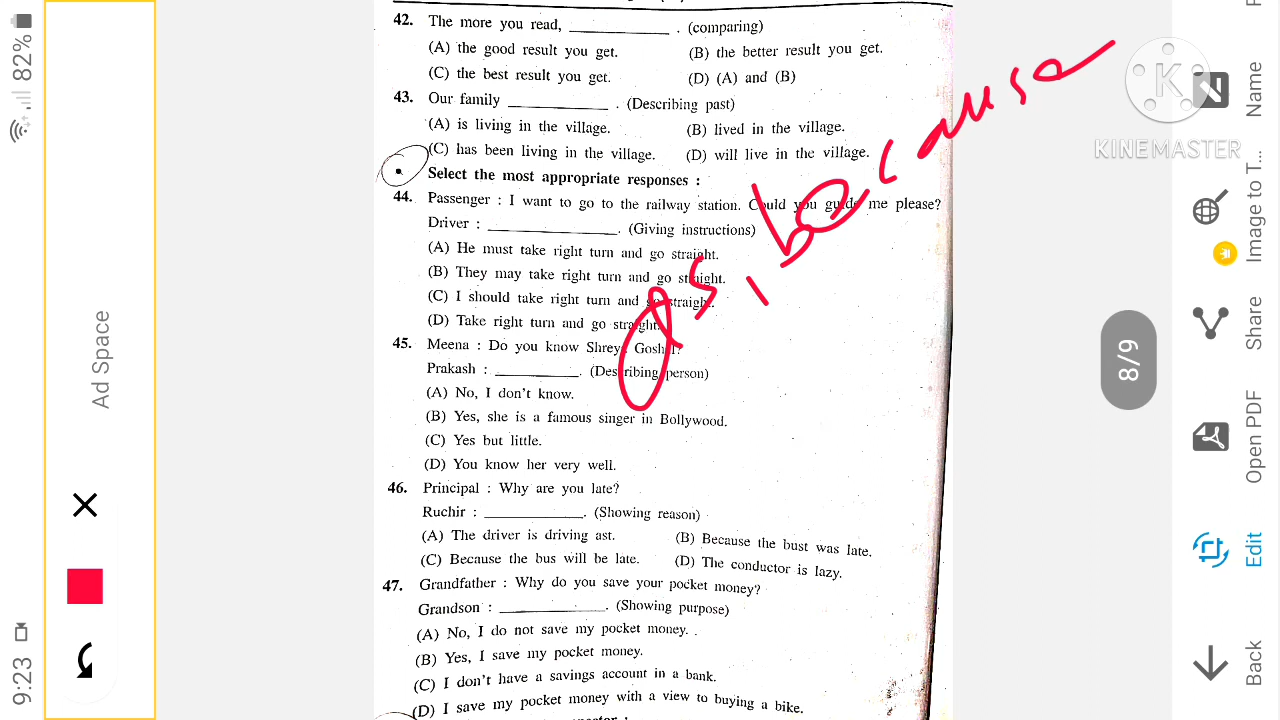 42. The more you read, ____________ . (comparing)
(A) the good result you get. (B) the better result you get.
(C) the best result you get. (D) (A) and (B)
43. Our family ____________ . (Describing past)
(A) is living in the village. (B) lived in the village.
(C) has been living in the village. (D) will live in the village.
Select the most appropriate responses :
44. Passenger : I want to go to the railway station. Could you guide me please?
Driver : ____________. (Giving instructions)
(A) He must take right turn and go straight.
(B) They may take right turn and go straight.
(C) I should take right turn and go straight.
(D) Take right turn and go straight.
45. Meena : Do you know Shreya Goshal?
Prakash : ____________. (Describing person)
(A) No, I don't know.
(B) Yes, she is a famous singer in Bollywood.
(C) Yes but little.
(D) You know her very well.
46. Principal : Why are you late?
Ruchir : ____________. (Showing reason)
(A) The driver is driving ast. (B) Because the bust was late.
(C) Because the bus will be late. (D) The conductor is lazy.
47. Grandfather : Why do you save your pocket money?
Grandson : ____________. (Showing purpose)
(A) No, I do not save my pocket money.
(B) Yes, I save my pocket money.
(C) I don't have a savings account in a bank.
(D) I save my pocket money with a view to buying a bike.
as, because
Ad Space
9:23
82%
K
KINEMASTER
8/9
Name
Image to T...
Share
Open PDF
Edit
Back